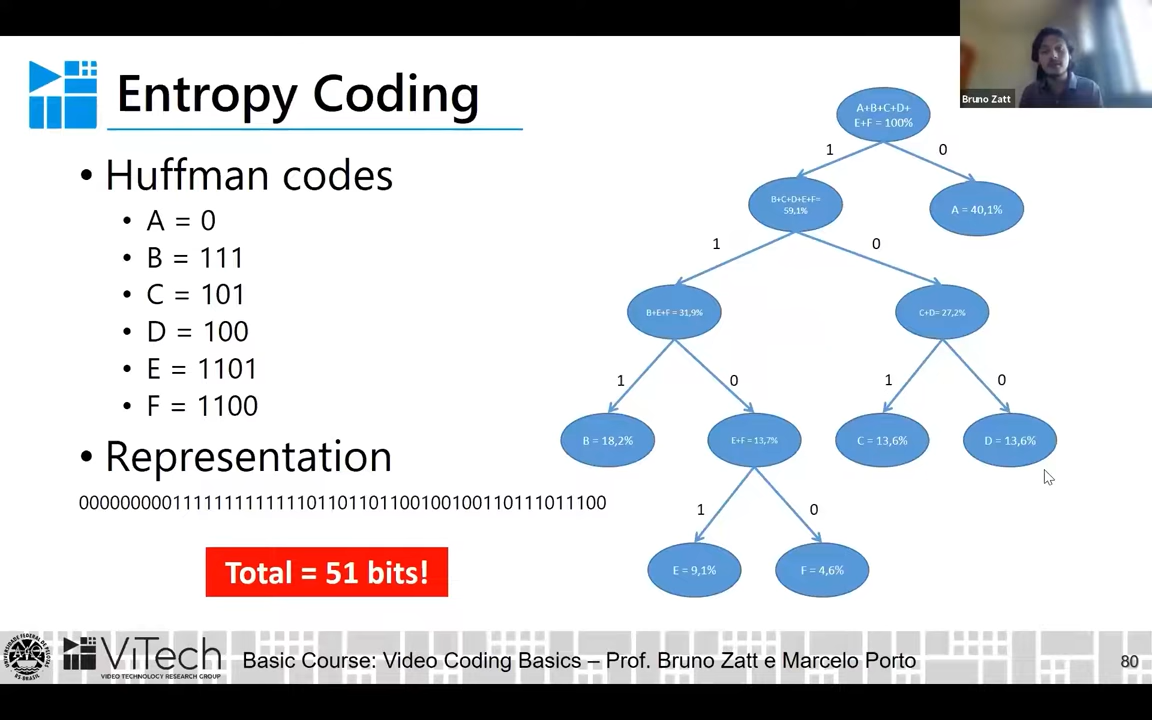 Bruno Zatt
Entropy Coding
• Huffman codes
• A = 0
• B = 111
• C = 101
• D = 100
• E = 1101
• F = 1100
• Representation
000000000111111111111101101101100100100110111011100
Total = 51 bits!
A+B+C+D+
E+F = 100%
1
0
B+C+D+E+F=
59,1%
A = 40,1%
1
0
B+E+F = 31,9%
C+D= 27,2%
1
0
1
0
B = 18,2%
E+F = 13,7%
C = 13,6%
D = 13,6%
1
0
E = 9,1%
F = 4,6%
ViTech
VIDEO TECHNOLOGY RESEARCH GROUP
Basic Course: Video Coding Basics – Prof. Bruno Zatt e Marcelo Porto
80